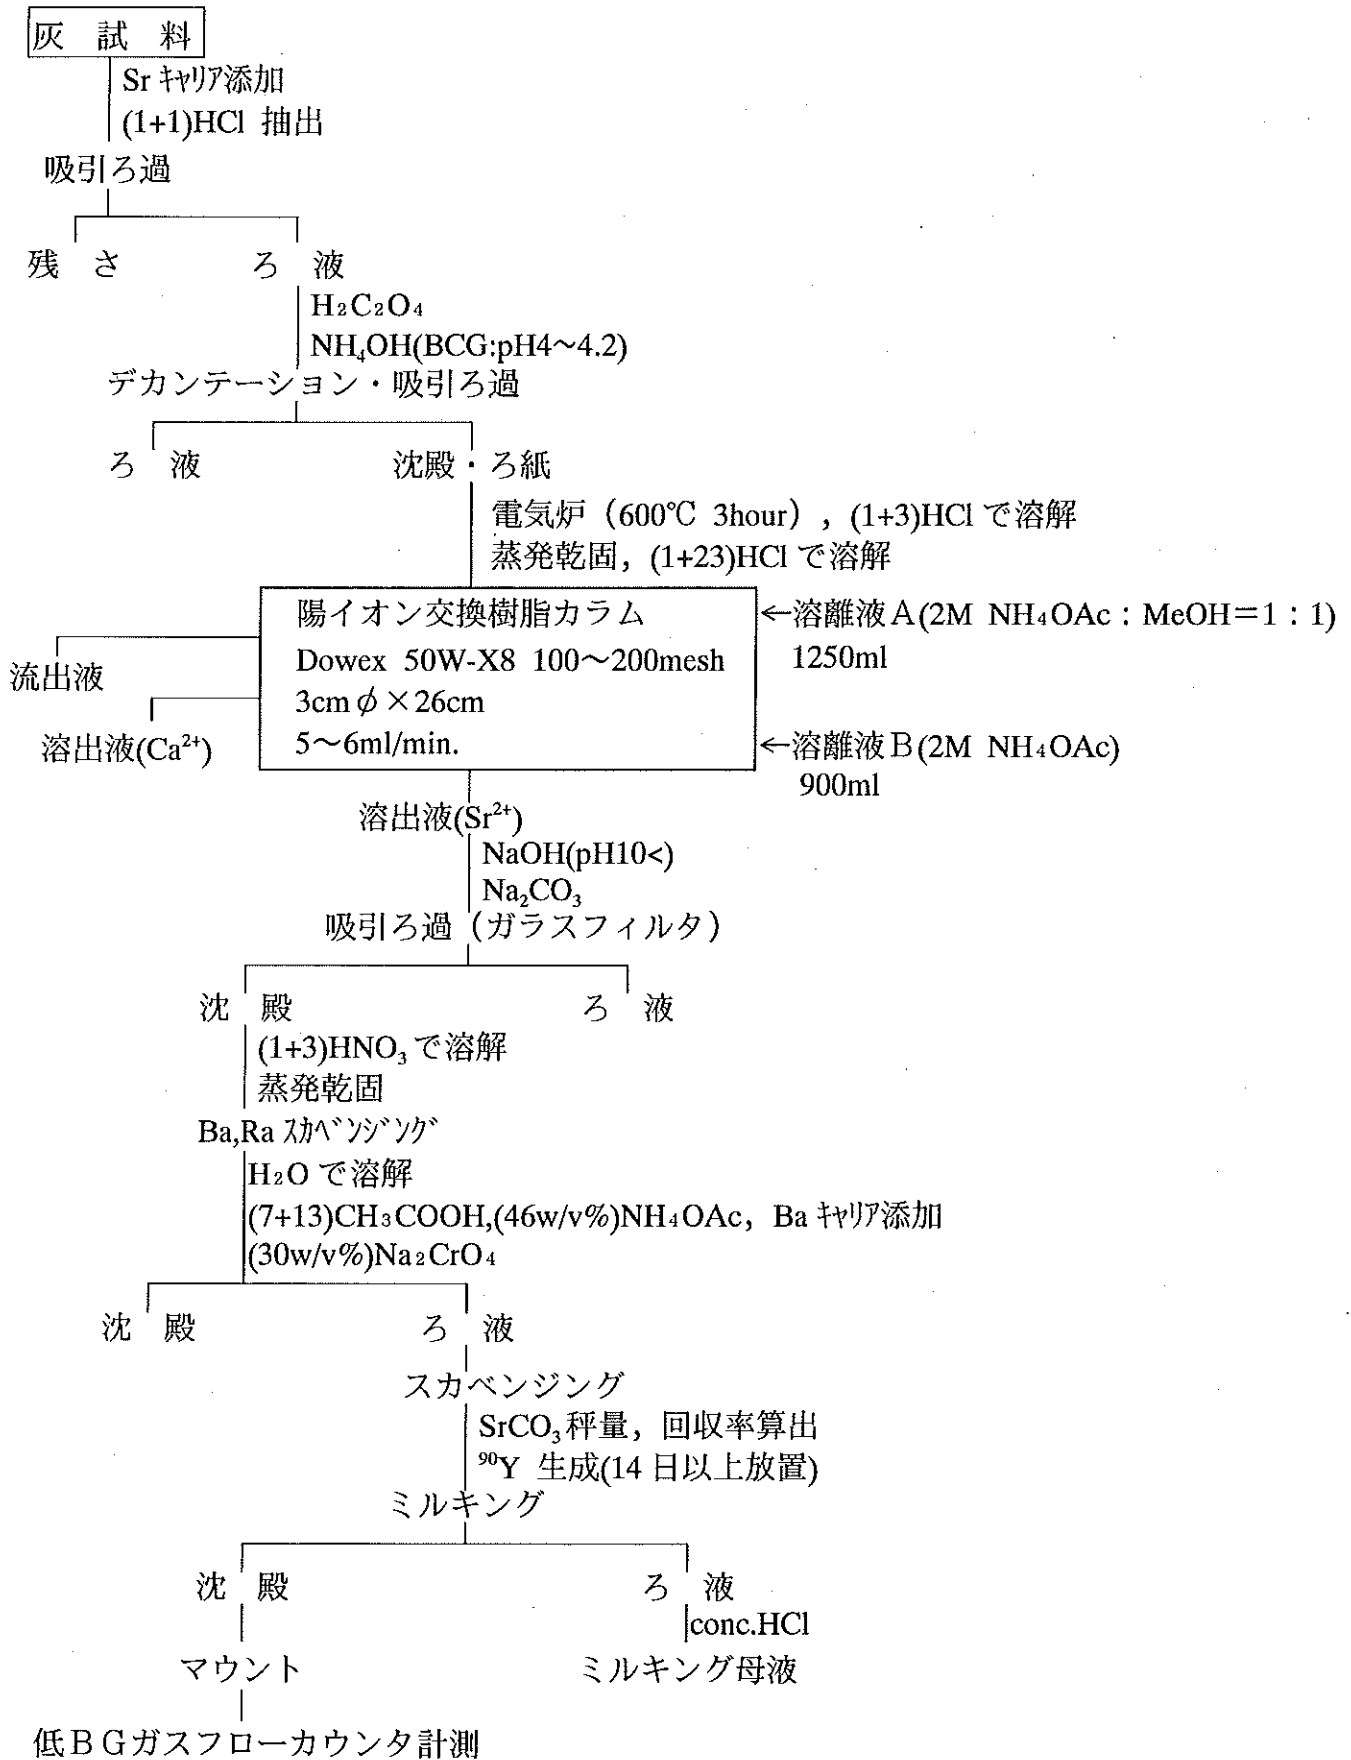 灰 試 料
Sr ｷｬﾘｱ添加
(1+1)HCl 抽出
吸引ろ過
残 さ ろ 液
H₂C₂O₄
NH₄OH(BCG:pH4～4.2)
デカンテーション・吸引ろ過
ろ 液 沈殿・ろ紙
電気炉（600℃ 3hour）, (1+3)HCl で溶解
蒸発乾固, (1+23)HCl で溶解
陽イオン交換樹脂カラム ←溶離液Ａ(2M NH₄OAc：MeOH＝1：1)
Dowex 50W-X8 100～200mesh 1250ml
流出液
3cmφ×26cm
溶出液(Ca²⁺) 5～6ml/min. ←溶離液Ｂ(2M NH₄OAc)
900ml
溶出液(Sr²⁺)
NaOH(pH10<)
Na₂CO₃
吸引ろ過（ガラスフィルタ）
沈 殿 ろ 液
(1+3)HNO₃で溶解
蒸発乾固
Ba,Ra ｽｶﾍﾞﾝｼﾞﾝｸﾞ
H₂O で溶解
(7+13)CH₃COOH,(46w/v%)NH₄OAc, Ba ｷｬﾘｱ添加
(30w/v%)Na₂CrO₄
沈 殿 ろ 液
スカベンジング
SrCO₃秤量, 回収率算出
⁹⁰Y 生成(14 日以上放置)
ミルキング
沈 殿 ろ 液
conc.HCl
マウント ミルキング母液
低ＢＧガスフローカウンタ計測